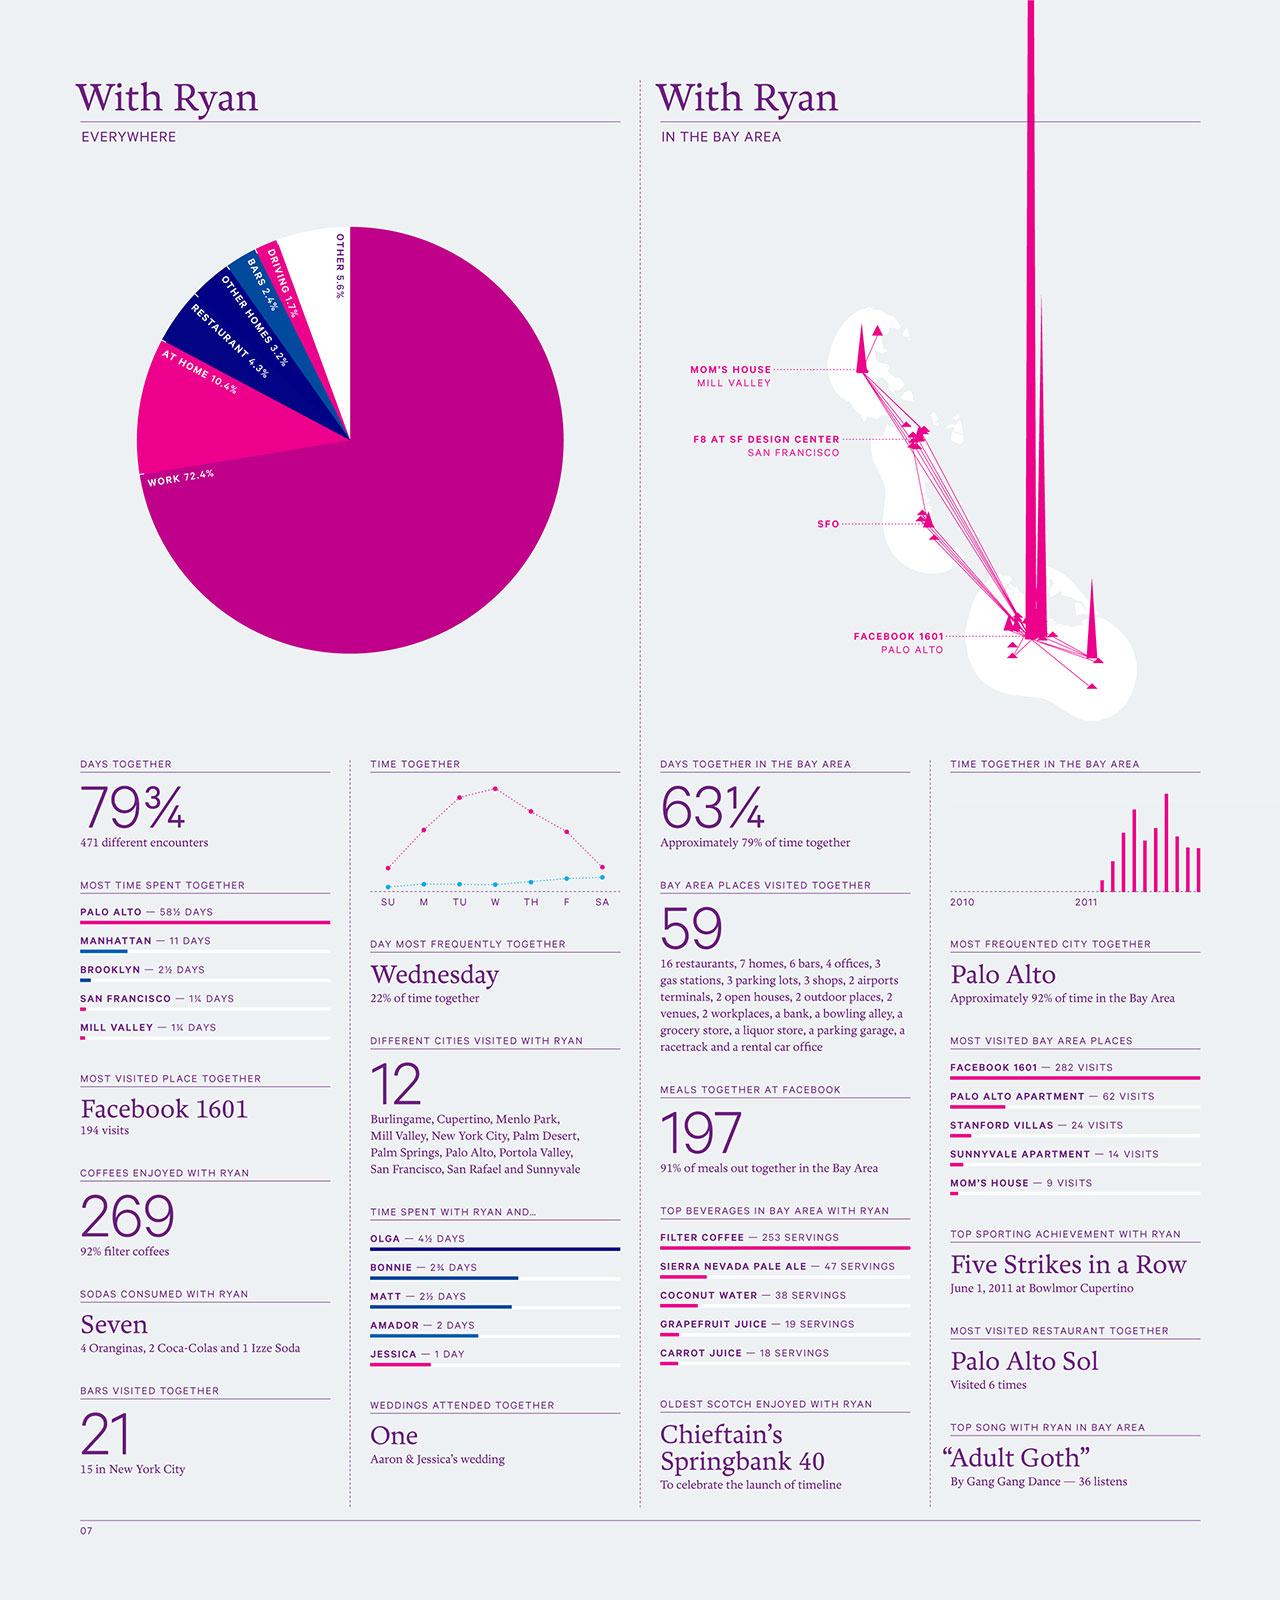 With Ryan
EVERYWHERE
OTHER 5.6%
DRIVING 1.7%
BARS 2.4%
OTHER HOMES 3.2%
RESTAURANT 4.3%
AT HOME 10.4%
WORK 72.4%
DAYS TOGETHER
79¾
471 different encounters
MOST TIME SPENT TOGETHER
PALO ALTO — 58½ DAYS
MANHATTAN — 11 DAYS
BROOKLYN — 2½ DAYS
SAN FRANCISCO — 1¼ DAYS
MILL VALLEY — 1¼ DAYS
MOST VISITED PLACE TOGETHER
Facebook 1601
194 visits
COFFEES ENJOYED WITH RYAN
269
92% filter coffees
SODAS CONSUMED WITH RYAN
Seven
4 Oranginas, 2 Coca-Colas and 1 Izze Soda
BARS VISITED TOGETHER
21
15 in New York City
TIME TOGETHER
SU M TU W TH F SA
DAY MOST FREQUENTLY TOGETHER
Wednesday
22% of time together
DIFFERENT CITIES VISITED WITH RYAN
12
Burlingame, Cupertino, Menlo Park,
Mill Valley, New York City, Palm Desert,
Palm Springs, Palo Alto, Portola Valley,
San Francisco, San Rafael and Sunnyvale
TIME SPENT WITH RYAN AND...
OLGA — 4½ DAYS
BONNIE — 2¾ DAYS
MATT — 2½ DAYS
AMADOR — 2 DAYS
JESSICA — 1 DAY
WEDDINGS ATTENDED TOGETHER
One
Aaron & Jessica's wedding
With Ryan
IN THE BAY AREA
MOM'S HOUSE
MILL VALLEY
F8 AT SF DESIGN CENTER
SAN FRANCISCO
SFO
FACEBOOK 1601
PALO ALTO
DAYS TOGETHER IN THE BAY AREA
63¼
Approximately 79% of time together
BAY AREA PLACES VISITED TOGETHER
59
16 restaurants, 7 homes, 6 bars, 4 offices, 3
gas stations, 3 parking lots, 3 shops, 2 airports
terminals, 2 open houses, 2 outdoor places, 2
venues, 2 workplaces, a bank, a bowling alley, a
grocery store, a liquor store, a parking garage, a
racetrack and a rental car office
MEALS TOGETHER AT FACEBOOK
197
91% of meals out together in the Bay Area
TOP BEVERAGES IN BAY AREA WITH RYAN
FILTER COFFEE — 253 SERVINGS
SIERRA NEVADA PALE ALE — 47 SERVINGS
COCONUT WATER — 38 SERVINGS
GRAPEFRUIT JUICE — 19 SERVINGS
CARROT JUICE — 18 SERVINGS
OLDEST SCOTCH ENJOYED WITH RYAN
Chieftain's
Springbank 40
To celebrate the launch of timeline
TIME TOGETHER IN THE BAY AREA
2010 2011
MOST FREQUENTED CITY TOGETHER
Palo Alto
Approximately 92% of time in the Bay Area
MOST VISITED BAY AREA PLACES
FACEBOOK 1601 — 282 VISITS
PALO ALTO APARTMENT — 62 VISITS
STANFORD VILLAS — 24 VISITS
SUNNYVALE APARTMENT — 14 VISITS
MOM'S HOUSE — 9 VISITS
TOP SPORTING ACHIEVEMENT WITH RYAN
Five Strikes in a Row
June 1, 2011 at Bowlmor Cupertino
MOST VISITED RESTAURANT TOGETHER
Palo Alto Sol
Visited 6 times
TOP SONG WITH RYAN IN BAY AREA
“Adult Goth”
By Gang Gang Dance — 36 listens
07